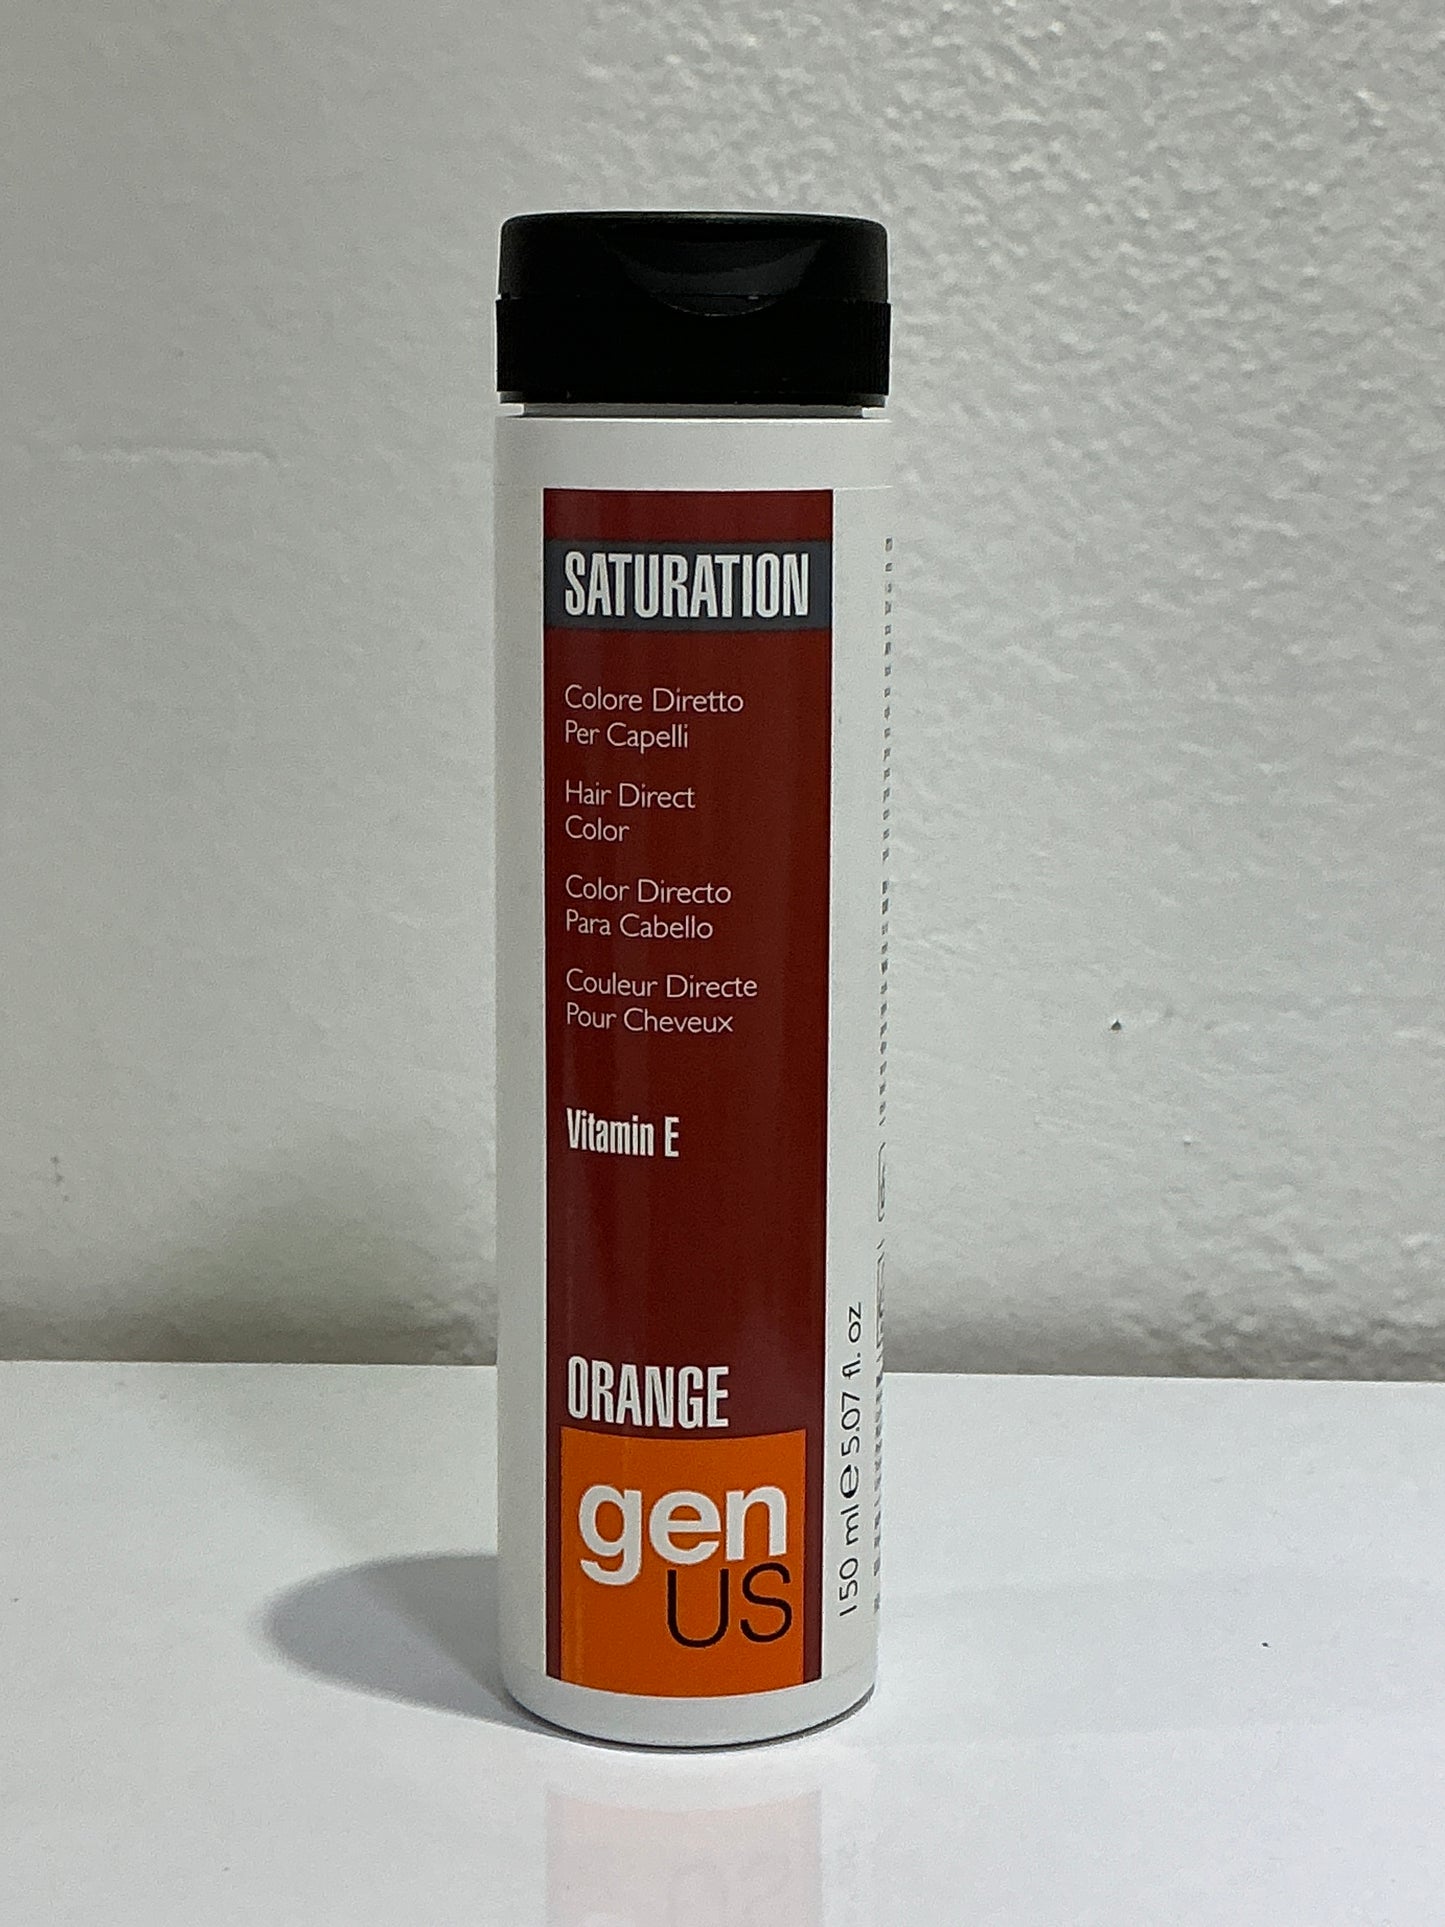 SATURATION
Colore Diretto
Per Capelli
Hair Direct
Color
Color Directo
Para Cabello
Couleur Directe
Pour Cheveux
Vitamin E
ORANGE
gen
US
150 ml e 5.07 fl. oz